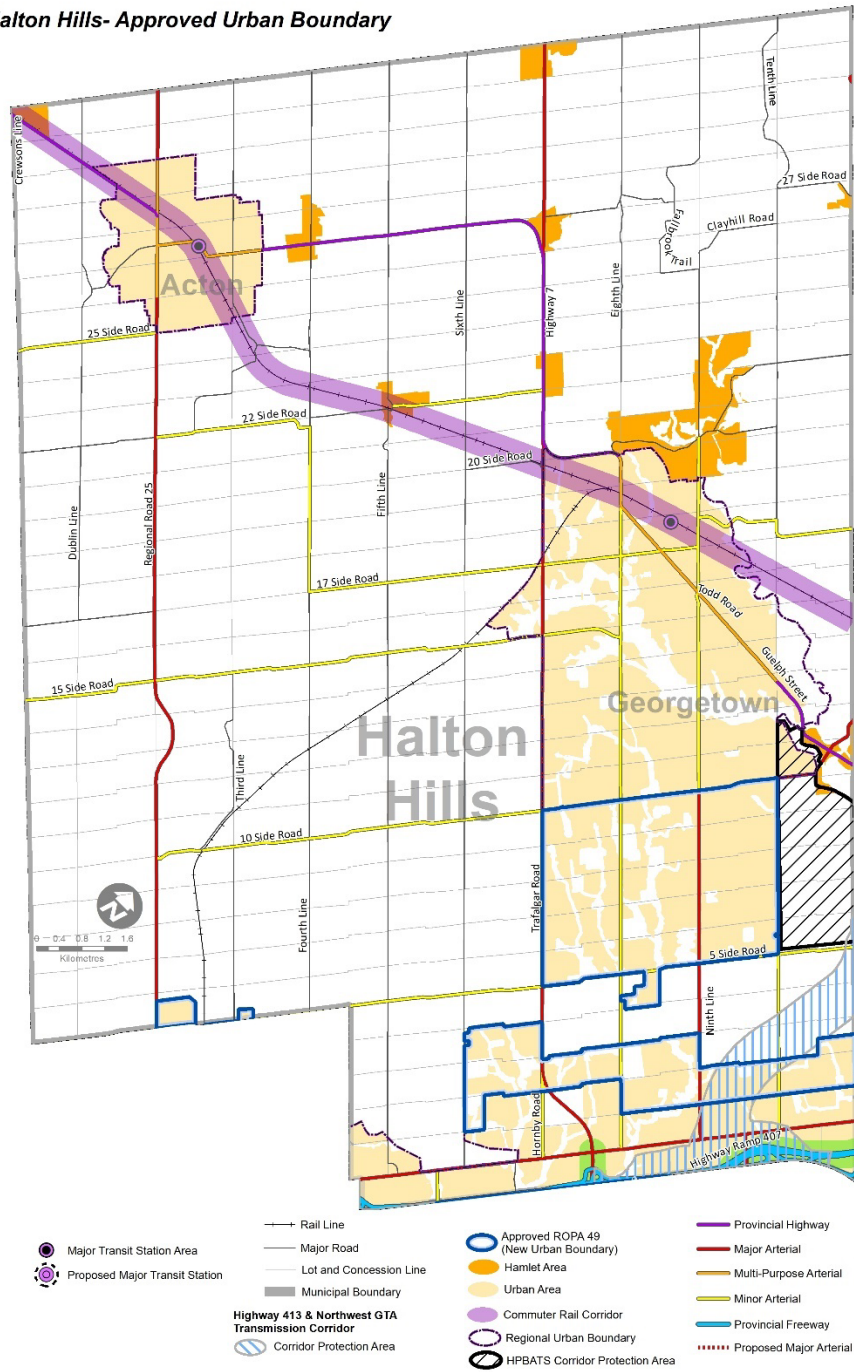 alton Hills- Approved Urban Boundary
Crewsons Line
Tenth Line
27 Side Road
Clayhill Road
Fallbrook Trail
Acton
Sixth Line
Highway 7
Eighth Line
25 Side Road
22 Side Road
20 Side Road
Dublin Line
Regional Road 25
Fifth Line
17 Side Road
Todd Road
Guelph Street
15 Side Road
Georgetown
Halton
Hills
Third Line
10 Side Road
Trafalgar Road
Fourth Line
N
0 0.4 0.8 1.2 1.6
Kilometres
5 Side Road
Ninth Line
Hornby Road
Highway Ramp 407
Major Transit Station Area
Proposed Major Transit Station
Rail Line
Major Road
Lot and Concession Line
Municipal Boundary
Highway 413 & Northwest GTA
Transmission Corridor
Corridor Protection Area
Approved ROPA 49
(New Urban Boundary)
Hamlet Area
Urban Area
Commuter Rail Corridor
Regional Urban Boundary
HPBATS Corridor Protection Area
Provincial Highway
Major Arterial
Multi-Purpose Arterial
Minor Arterial
Provincial Freeway
Proposed Major Arterial